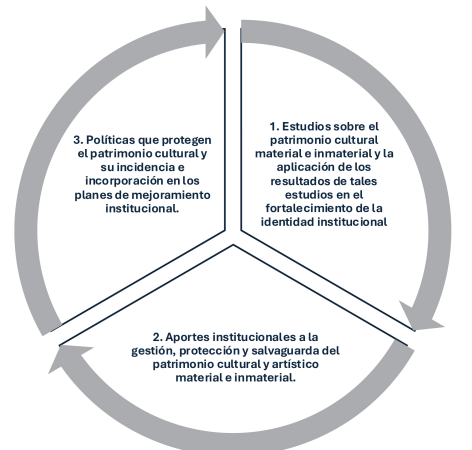 1. Estudios sobre el
patrimonio cultural
material e inmaterial y la
aplicación de los
resultados de tales
estudios en el
fortalecimiento de la
identidad institucional
2. Aportes institucionales a la
gestión, protección y salvaguarda del
patrimonio cultural y artístico
material e inmaterial.
3. Políticas que protegen
el patrimonio cultural y
su incidencia e
incorporación en los
planes de mejoramiento
institucional.